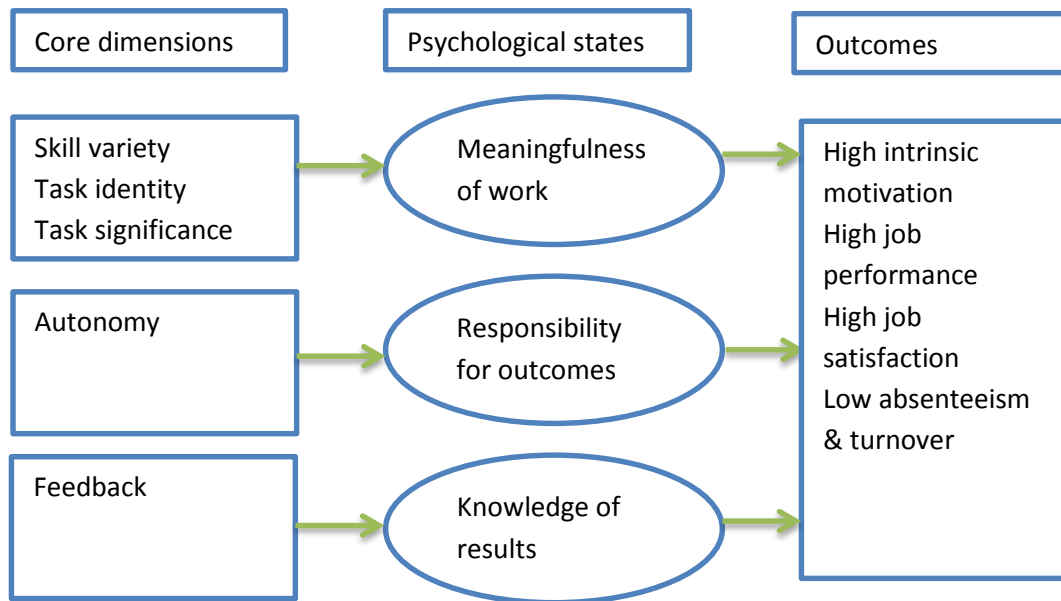 Core dimensions
Psychological states
Outcomes
Skill variety
Task identity
Task significance
Meaningfulness
of work
High intrinsic
motivation
High job
performance
High job
satisfaction
Low absenteeism
& turnover
Autonomy
Responsibility
for outcomes
Feedback
Knowledge of
results